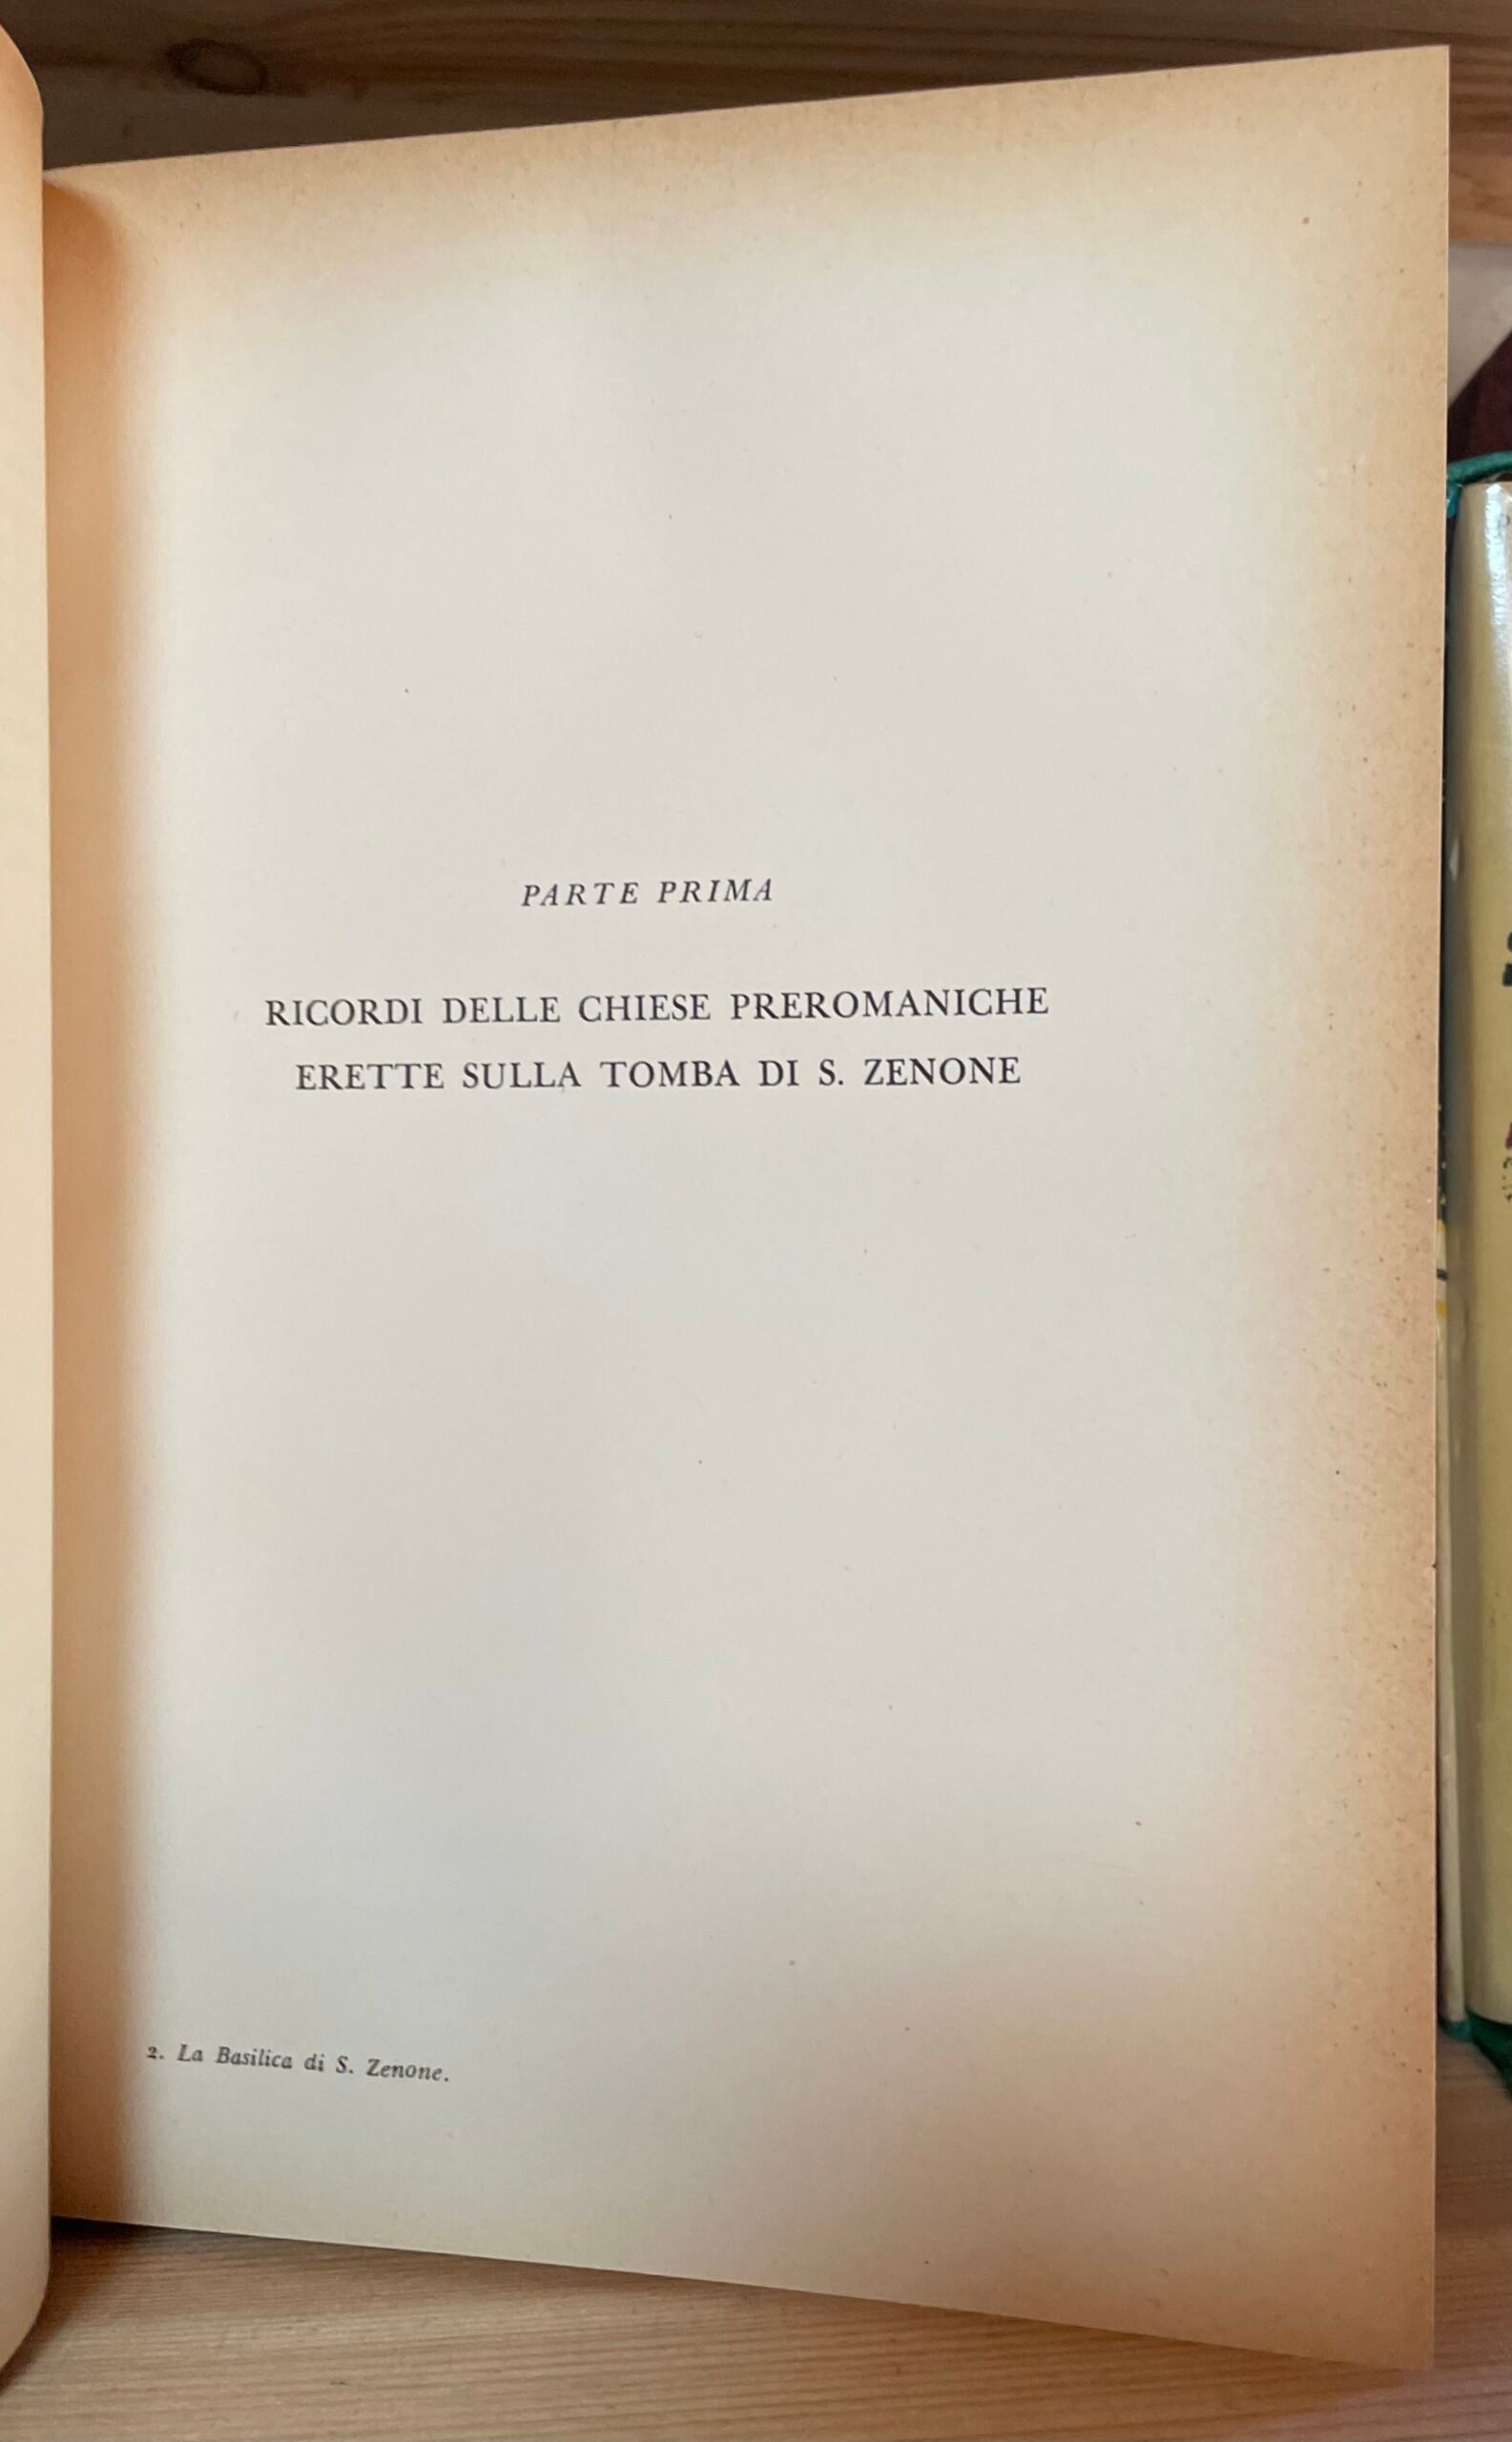 PARTE PRIMA
RICORDI DELLE CHIESE PREROMANICHE
ERETTE SULLA TOMBA DI S. ZENONE
2. La Basilica di S. Zenone.